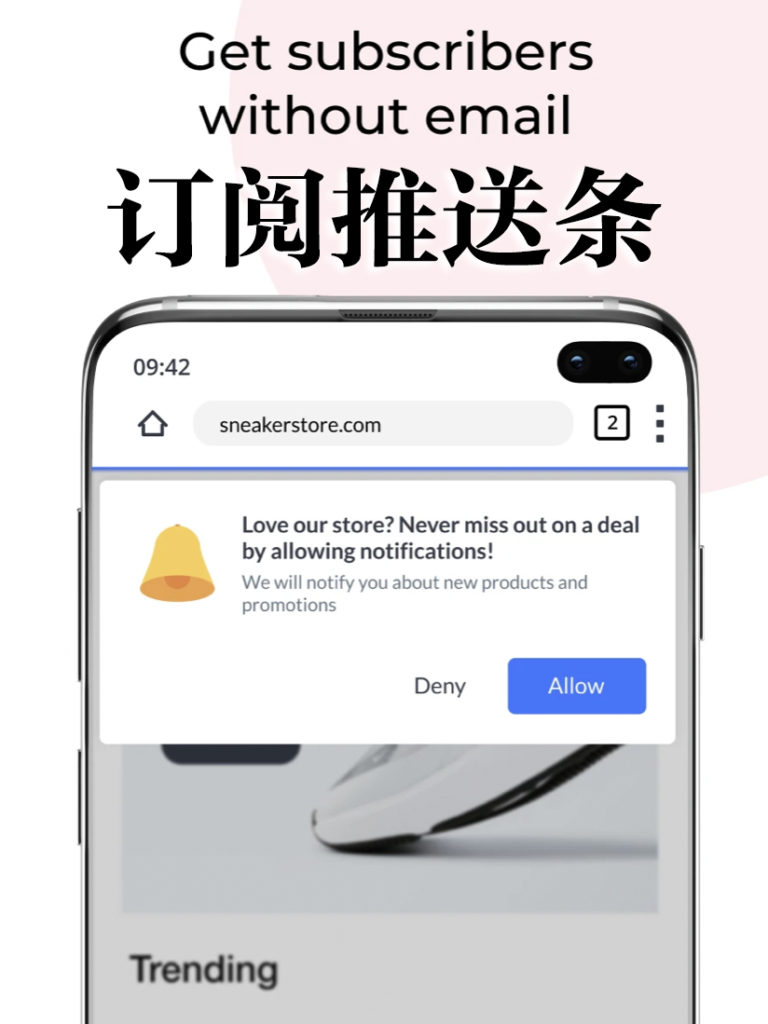 Get subscribers
without email
订阅推送条
09:42
sneakerstore.com
2
Love our store? Never miss out on a deal
by allowing notifications!
We will notify you about new products and
promotions
Deny
Allow
Trending